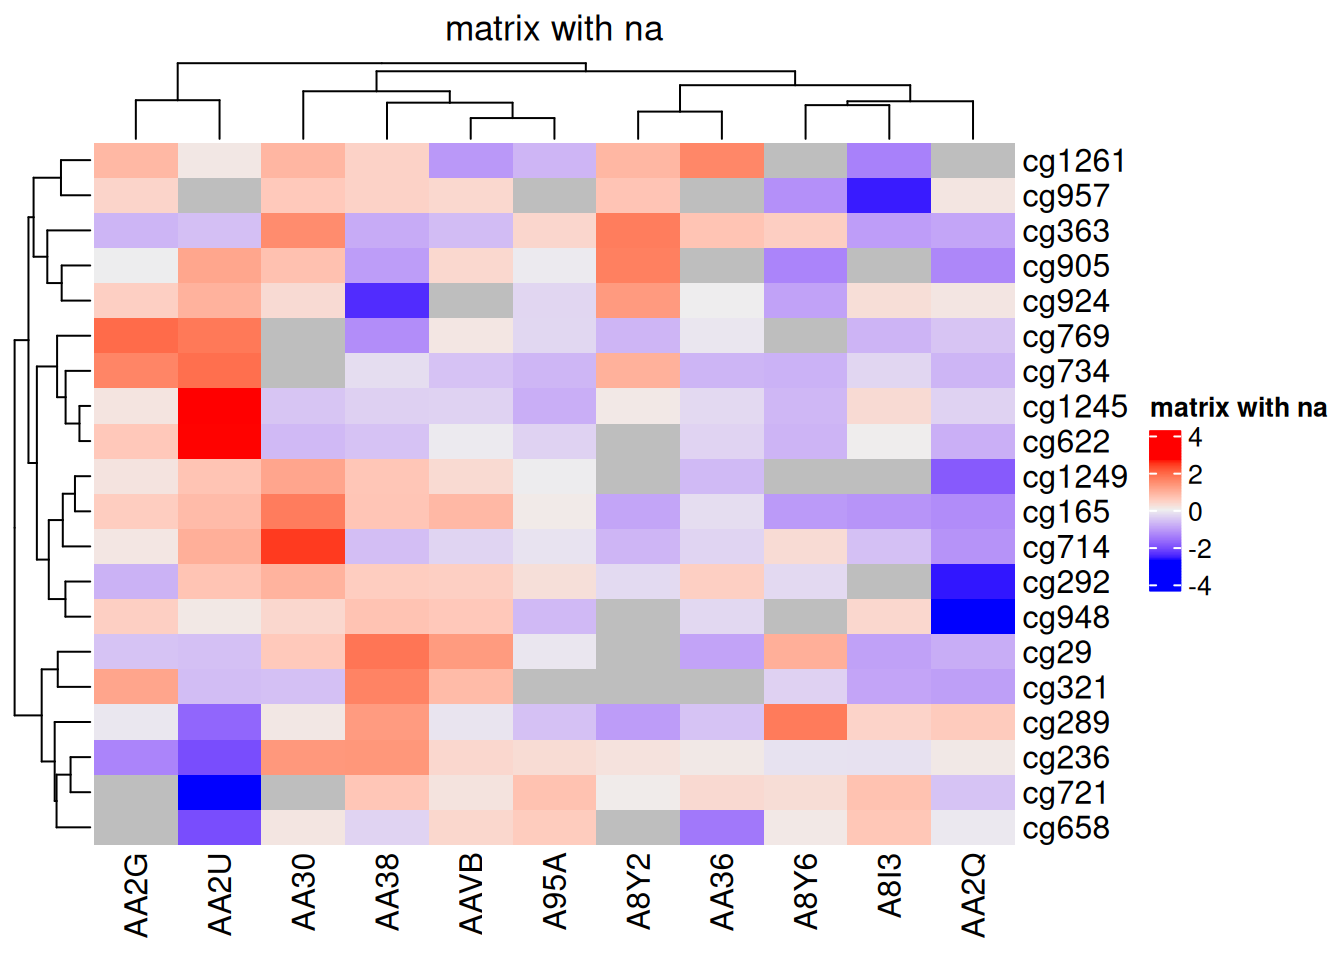 matrix with na
cg1261
cg957
cg363
cg905
cg924
cg769
cg734
cg1245
cg622
cg1249
cg165
cg714
cg292
cg948
cg29
cg321
cg289
cg236
cg721
cg658
AA2G
AA2U
AA30
AA38
AAVB
A95A
A8Y2
AA36
A8Y6
A8I3
AA2Q
matrix with na
4
2
0
-2
-4